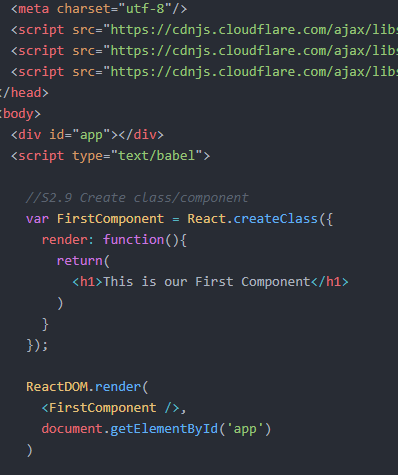 <meta charset="utf-8"/>
<script src="https://cdnjs.cloudflare.com/ajax/libs
<script src="https://cdnjs.cloudflare.com/ajax/libs
<script src="https://cdnjs.cloudflare.com/ajax/libs
</head>
<body>
<div id="app"></div>
<script type="text/babel">
//S2.9 Create class/component
var FirstComponent = React.createClass({
render: function(){
return(
<h1>This is our First Component</h1>
)
}
});
ReactDOM.render(
<FirstComponent />,
document.getElementById('app')
)